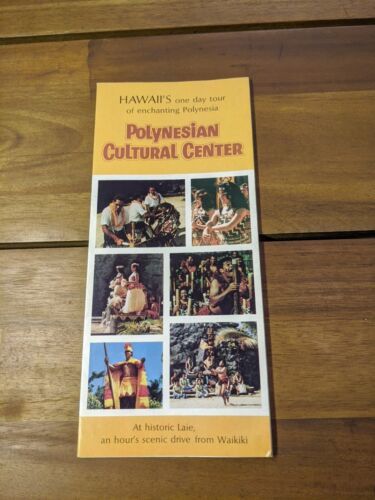 HAWAII'S one day tour
of enchanting Polynesia
POLYNESIAN
CULTURAL CENTER
At historic Laie,
an hour's scenic drive from Waikiki